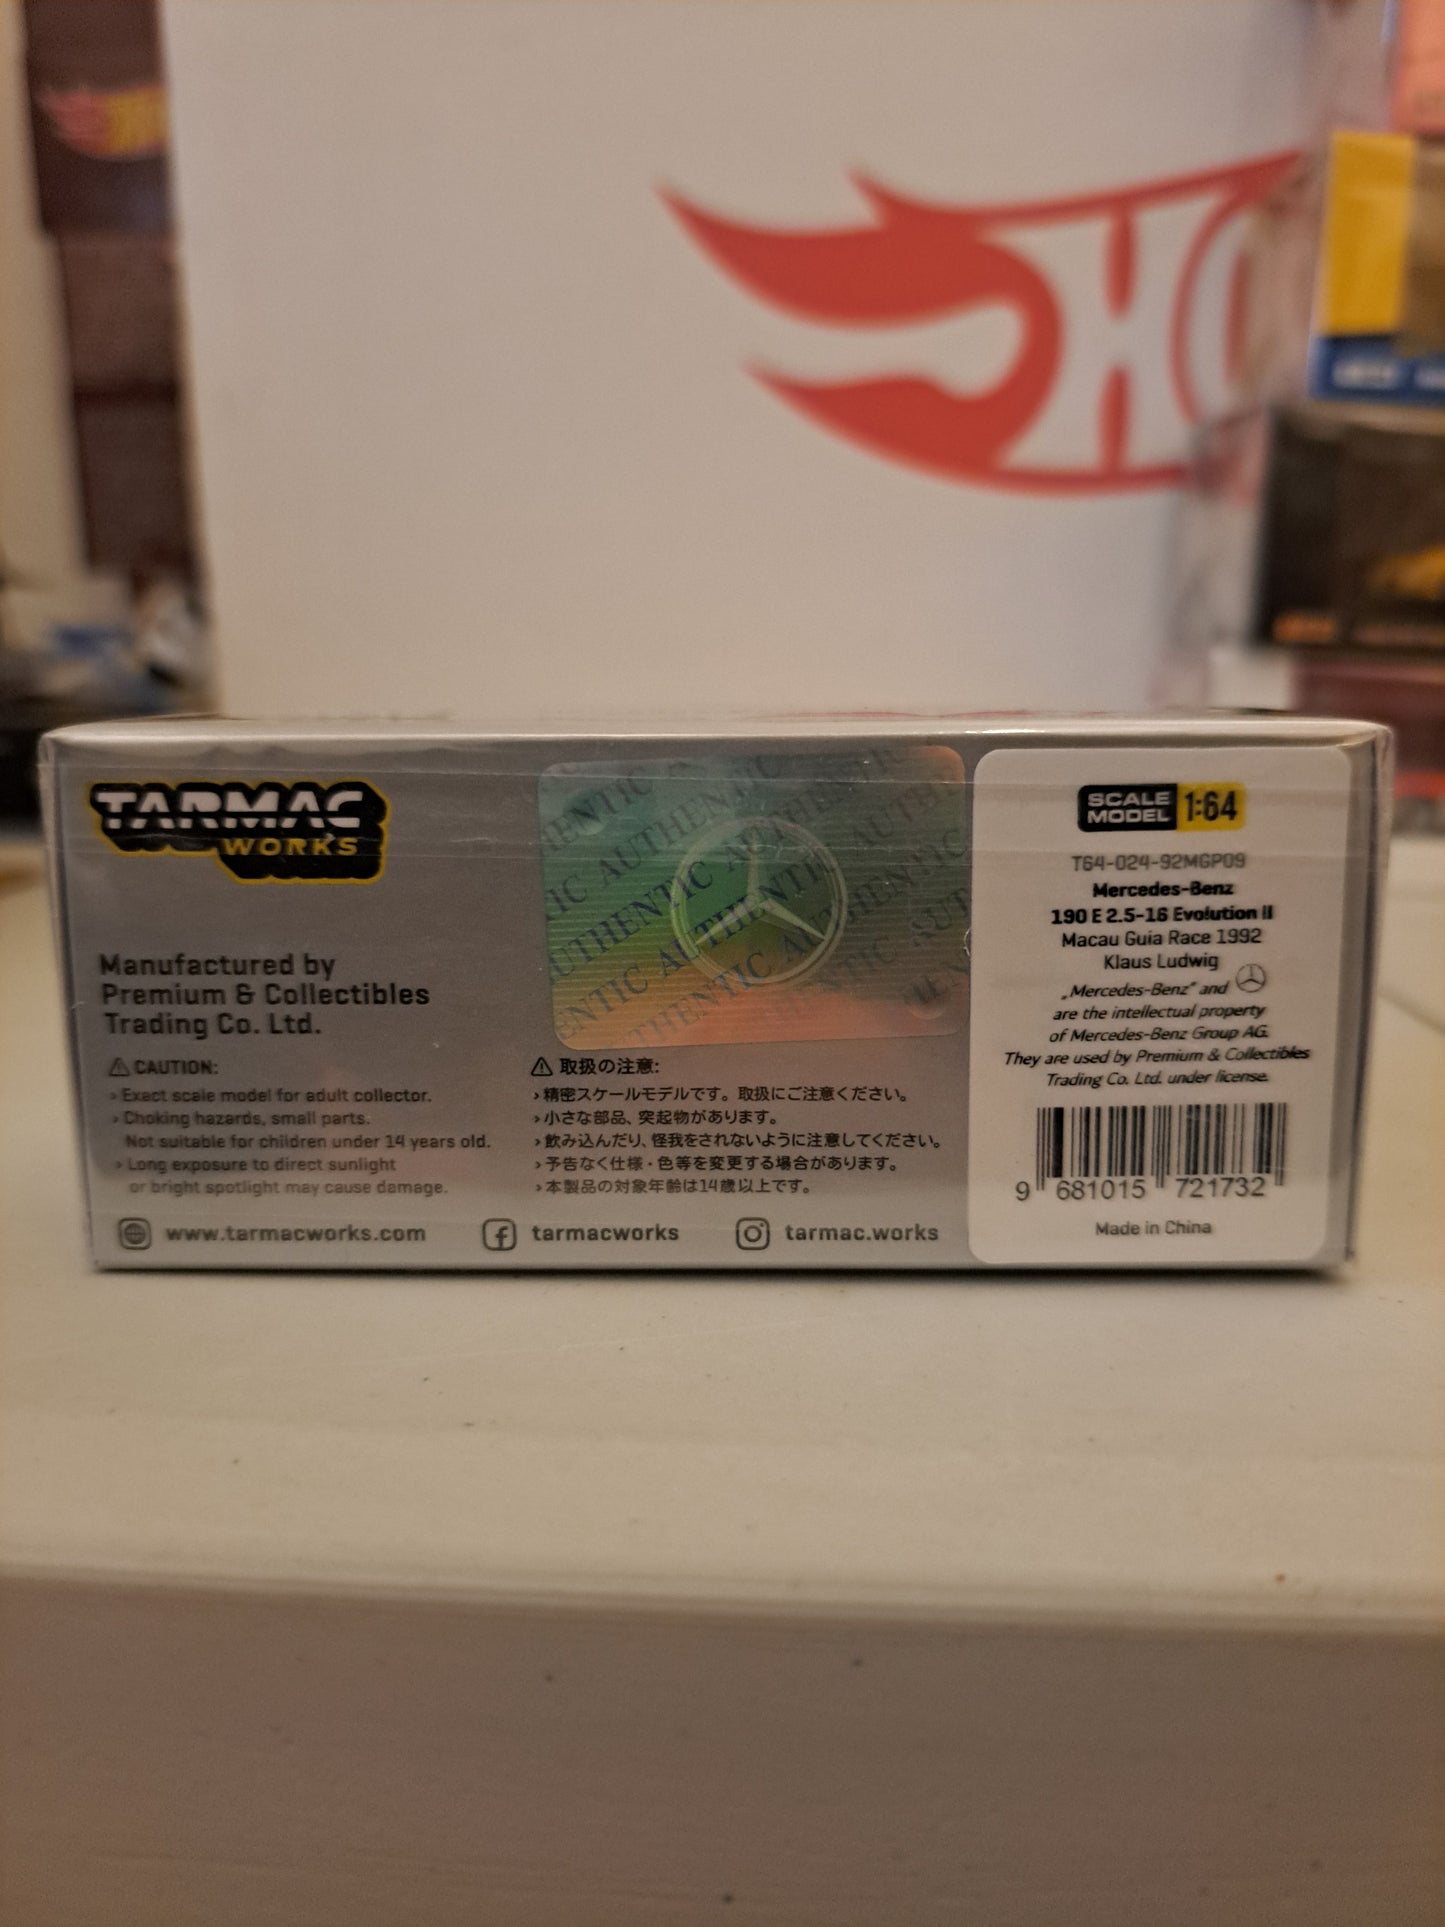 HO
TARMAC
WORKS
Manufactured by
Premium & Collectibles
Trading Co. Ltd.
CAUTION:
› Exact scale model for adult collector.
› Choking hazards, small parts.
Not suitable for children under 14 years old.
› Long exposure to direct sunlight
or bright spotlight may cause damage.
www.tarmacworks.com
tarmacworks
tarmac.works
AUTHENTIC AUTHENTIC AUTHENTIC
取扱の注意:
›精密スケールモデルです。取扱にご注意ください。
›小さな部品、突起物があります。
›飲み込んだり、怪我をされないように注意してください。
›予告なく仕様・色等を変更する場合があります。
›本製品の対象年齢は14歳以上です。
SCALE
MODEL 1:64
T64-024-92MGP09
Mercedes-Benz
190 E 2.5-16 Evolution II
Macau Guia Race 1992
Klaus Ludwig
„Mercedes-Benz" and
are the intellectual property
of Mercedes-Benz Group AG.
They are used by Premium & Collectibles
Trading Co. Ltd. under license.
9 681015 721732
Made in China